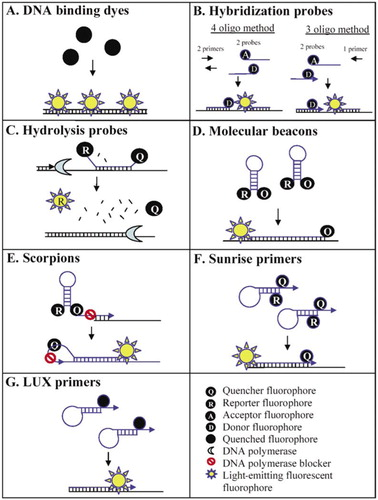 A. DNA binding dyes
B. Hybridization probes
4 oligo method
3 oligo method
2 primers
2 probes
2 probes
1 primer
A
D
A
D
D
D
C. Hydrolysis probes
R
Q
R
Q
D. Molecular beacons
R
Q
R
Q
Q
E. Scorpions
R
Q
Q
F. Sunrise primers
Q
R
Q
R
Q
G. LUX primers
Q Quencher fluorophore
R Reporter fluorophore
A Acceptor fluorophore
D Donor fluorophore
Quenched fluorophore
DNA polymerase
DNA polymerase blocker
Light-emitting fluorescent
fluorophore